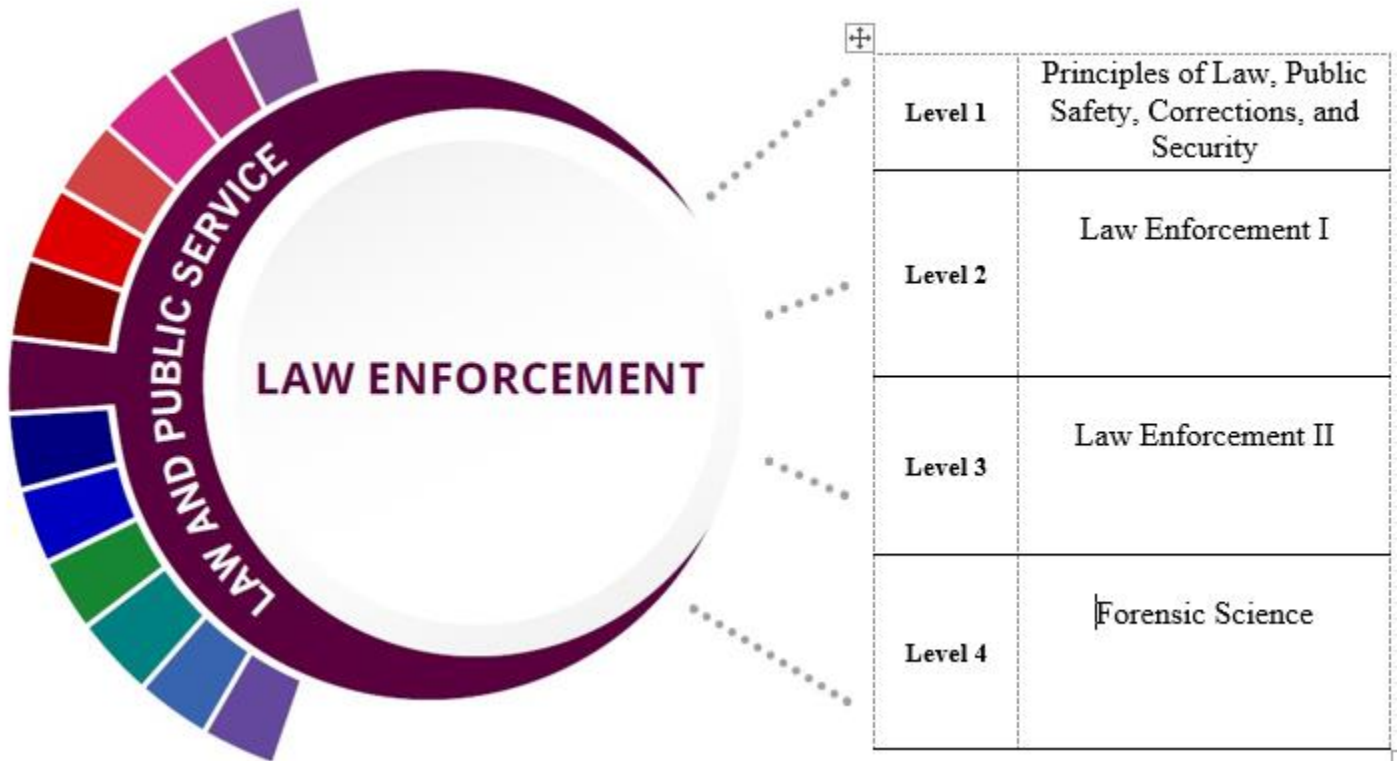 LAW AND PUBLIC SERVICE
LAW ENFORCEMENT
Level 1
Principles of Law, Public
Safety, Corrections, and
Security
Level 2
Law Enforcement I
Level 3
Law Enforcement II
Level 4
Forensic Science